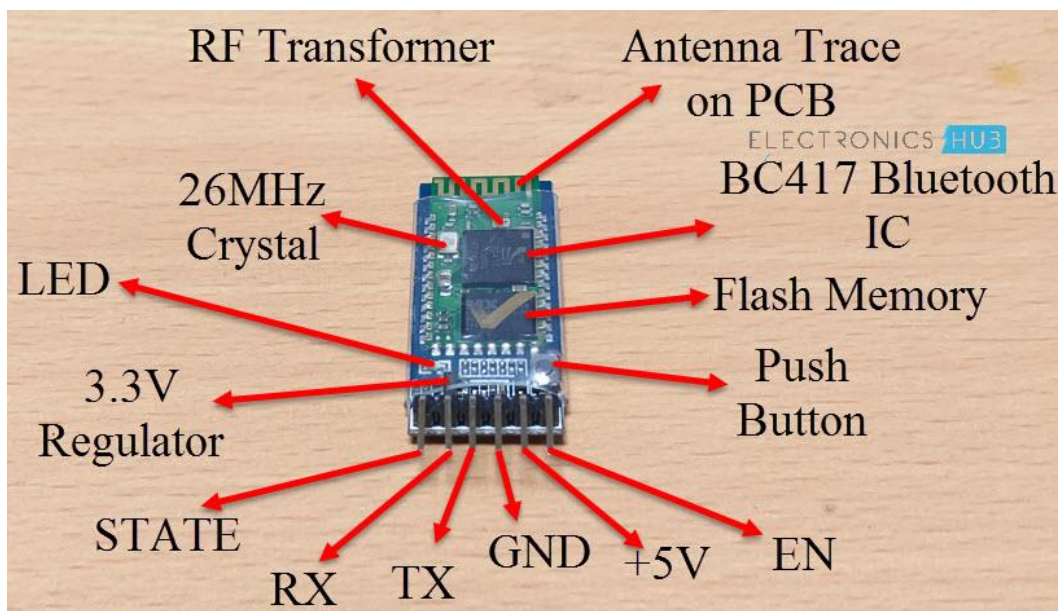 RF Transformer
Antenna Trace
on PCB
ELECTRONICS HUB
26MHz
Crystal
BC417 Bluetooth
IC
LED
Flash Memory
3.3V
Regulator
Push
Button
STATE
RX
TX
GND
+5V
EN